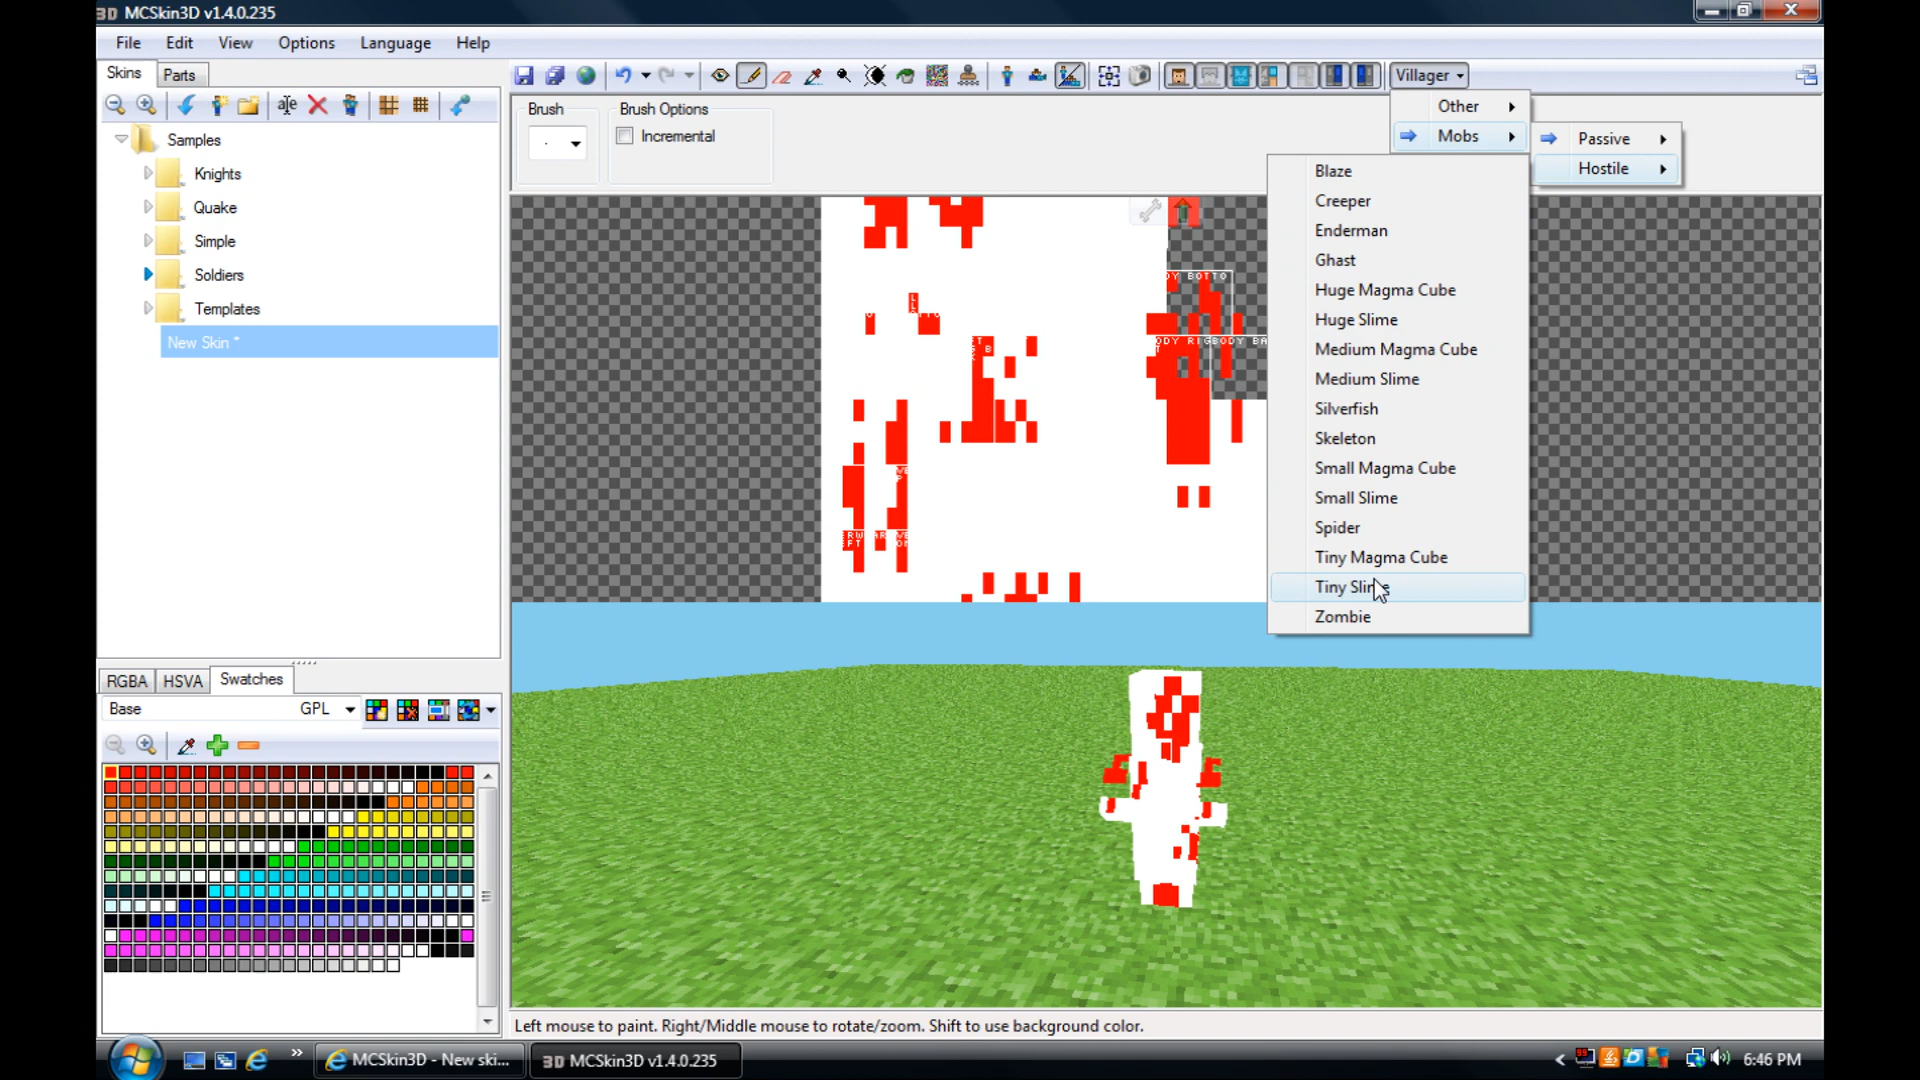 3D MCSkin3D v1.4.0.235
File Edit View Options Language Help
Skins Parts
Villager
Brush
Brush Options
Incremental
Other
Mobs
Passive
Hostile
Samples
Knights
Quake
Simple
Soldiers
Templates
New Skin *
Blaze
Creeper
Enderman
Ghast
Huge Magma Cube
Huge Slime
Medium Magma Cube
Medium Slime
Silverfish
Skeleton
Small Magma Cube
Small Slime
Spider
Tiny Magma Cube
Tiny Slime
Zombie
RGBA HSVA Swatches
Base GPL
Left mouse to paint. Right/Middle mouse to rotate/zoom. Shift to use background color.
MCSkin3D - New ski...
3D MCSkin3D v1.4.0.235
6:46 PM